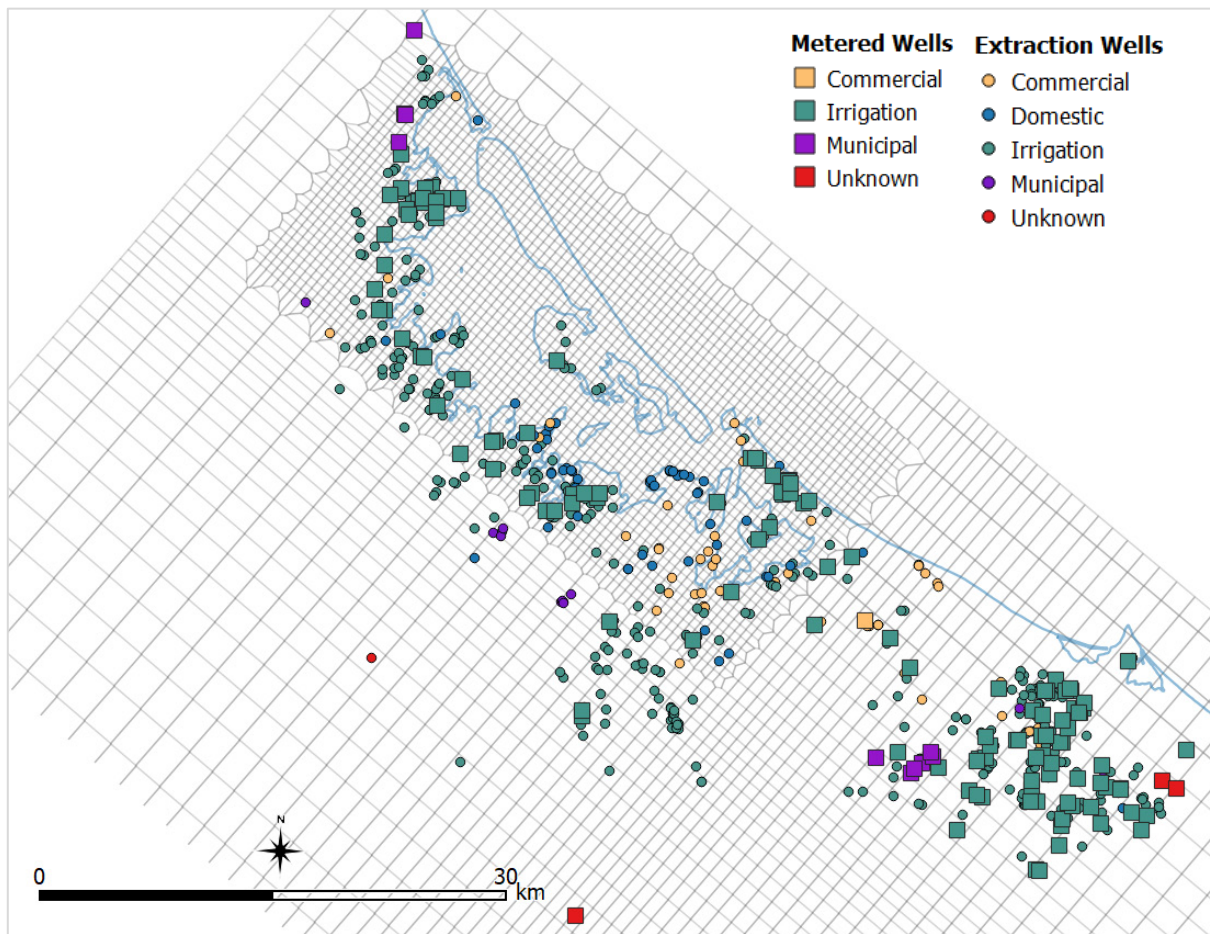 Metered Wells
Commercial
Irrigation
Municipal
Unknown
Extraction Wells
Commercial
Domestic
Irrigation
Municipal
Unknown
N
0 30
km